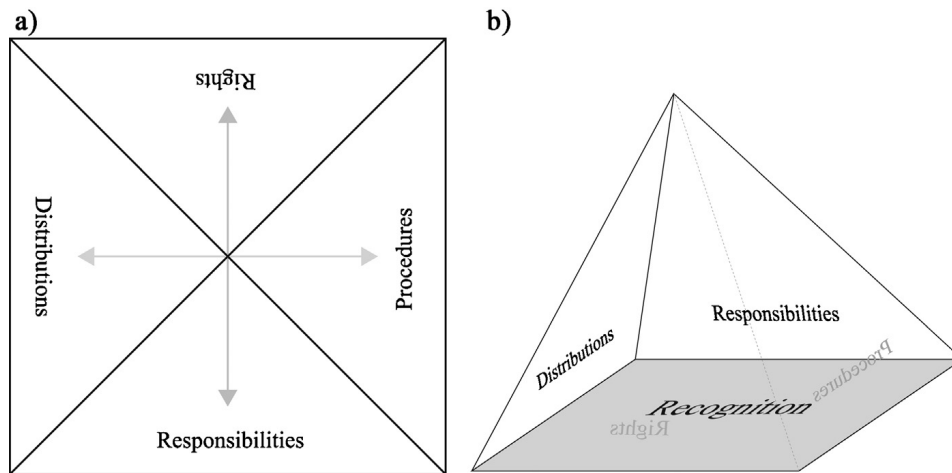 a)
Rights
Distributions
Procedures
Responsibilities
b)
Responsibilities
Distributions
Procedures
Recognition
Rights